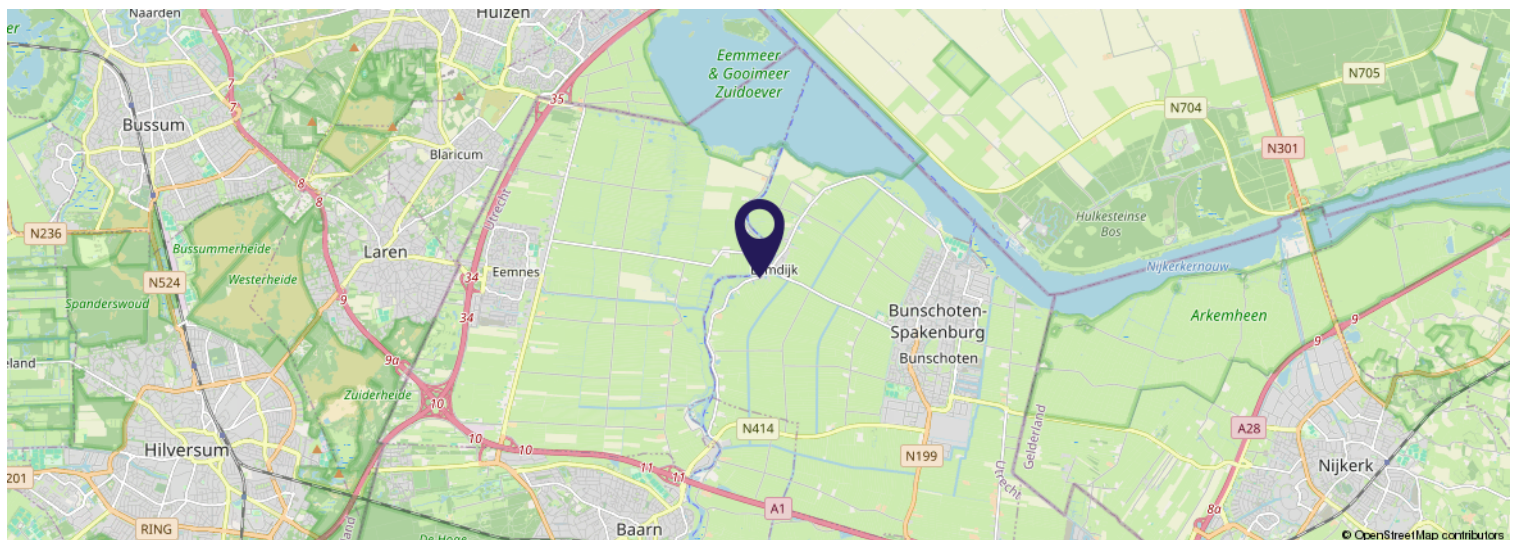 Naarden
Huizen
Eemmeer
& Gooimeer
Zuidoever
7
7
35
N705
N704
Bussum
Blaricum
N301
8
8
Utrecht
Hulkesteinse
Bos
N236
Bussummerheide
Laren
Eemnes
34
Nijkerkernauw
N524
Westerheide
Spanderswoud
9
34
Bunschoten-
Spakenburg
Arkemheen
9
9
Bunschoten
9a
Zuiderheide
10
N414
Gelderland
A28
Hilversum
10
10
11
11
N199
Utrecht
Nijkerk
201
A1
8a
RING
Baarn
De Hoge
© OpenStreetMap contributors